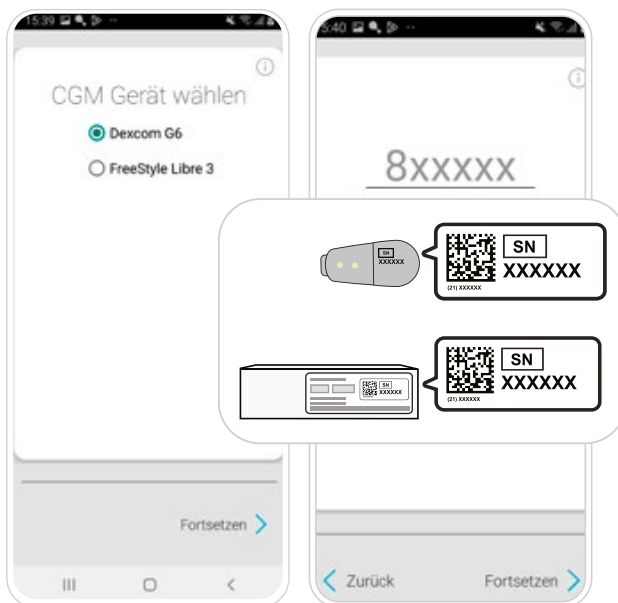 15:39
CGM Gerät wählen
Dexcom G6
FreeStyle Libre 3
Fortsetzen
5:40
8xxxxx
SN
XXXXXX
SN
XXXXXX
(21) XXXXXX
SN
XXXXXX
SN
XXXXXX
(21) XXXXXX
Zurück
Fortsetzen